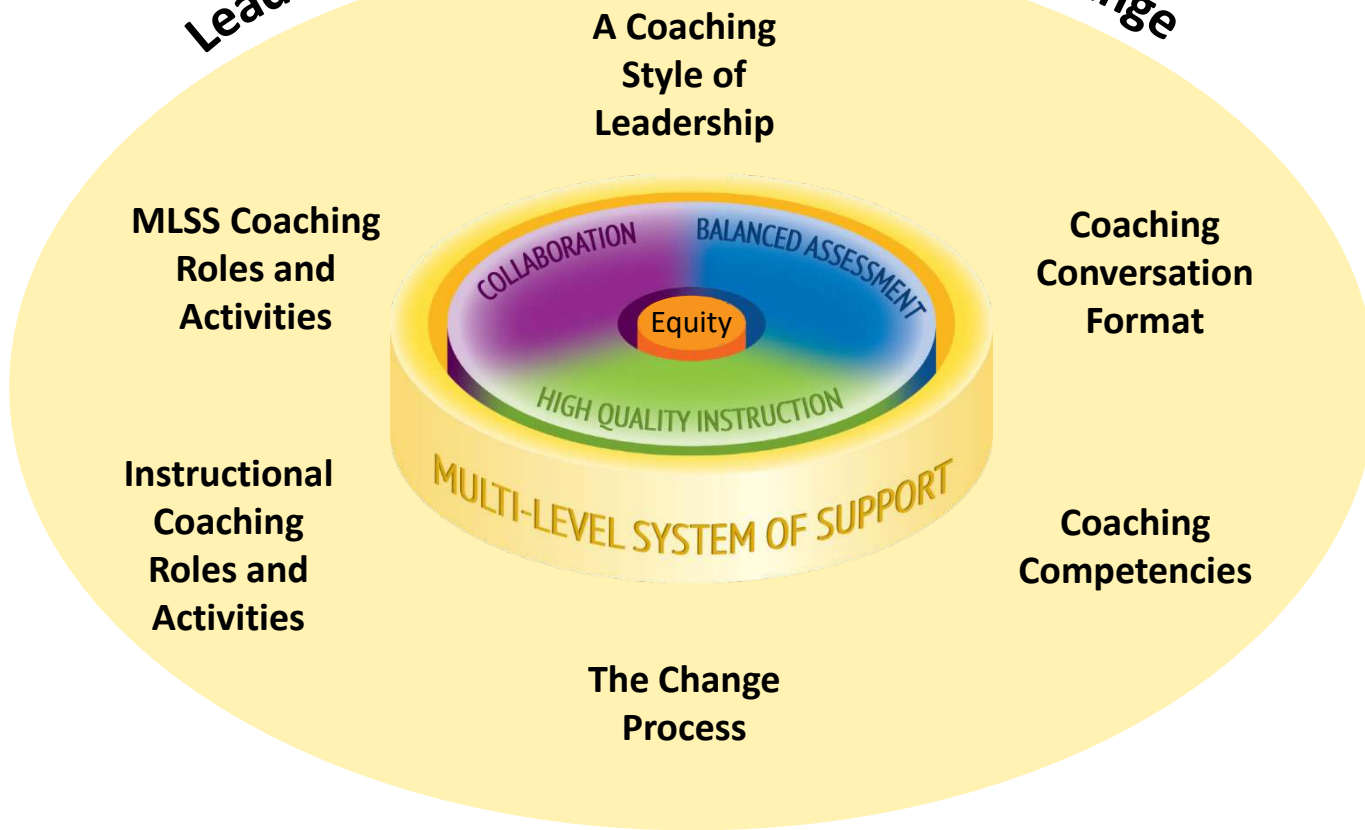 A Coaching
Style of
Leadership
MLSS Coaching
Roles and
Activities
COLLABORATION
BALANCED ASSESSMENT
Coaching
Conversation
Format
Equity
HIGH QUALITY INSTRUCTION
MULTI-LEVEL SYSTEM OF SUPPORT
Instructional
Coaching
Roles and
Activities
Coaching
Competencies
The Change
Process